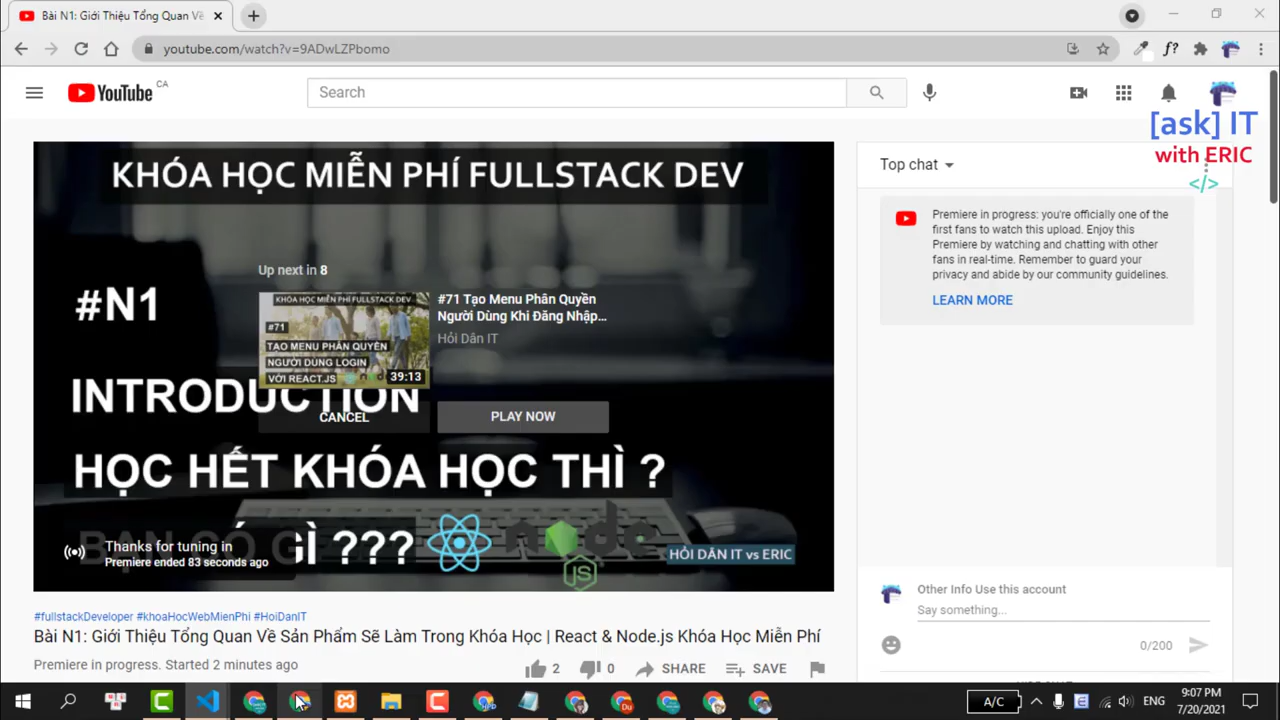 Bài N1: Giới Thiệu Tổng Quan Về
youtube.com/watch?v=9ADwLZPbomo
f?
YouTube CA
Search
[ask] IT
with ERIC
</>
KHÓA HỌC MIỄN PHÍ FULLSTACK DEV
#N1
INTRODUCTION
HỌC HẾT KHÓA HỌC THÌ ?
BẠN CÓ GÌ ???
node
JS
HỎI DÂN IT vs ERIC
Up next in 8
KHÓA HỌC MIỄN PHÍ FULLSTACK DEV
#71
TẠO MENU PHÂN QUYỀN
NGƯỜI DÙNG LOGIN
VỚI REACT.JS
39:13
#71 Tạo Menu Phân Quyền
Người Dùng Khi Đăng Nhập...
Hỏi Dân IT
CANCEL
PLAY NOW
Thanks for tuning in
Premiere ended 83 seconds ago
Top chat
Premiere in progress: you're officially one of the
first fans to watch this upload. Enjoy this
Premiere by watching and chatting with other
fans in real-time. Remember to guard your
privacy and abide by our community guidelines.
LEARN MORE
Other Info Use this account
Say something...
0/200
#fullstackDeveloper #khoaHocWebMienPhi #HoiDanIT
Bài N1: Giới Thiệu Tổng Quan Về Sản Phẩm Sẽ Làm Trong Khóa Học | React & Node.js Khóa Học Miễn Phí
Premiere in progress. Started 2 minutes ago
2
0
SHARE
SAVE
A/C
ENG
9:07 PM
7/20/2021